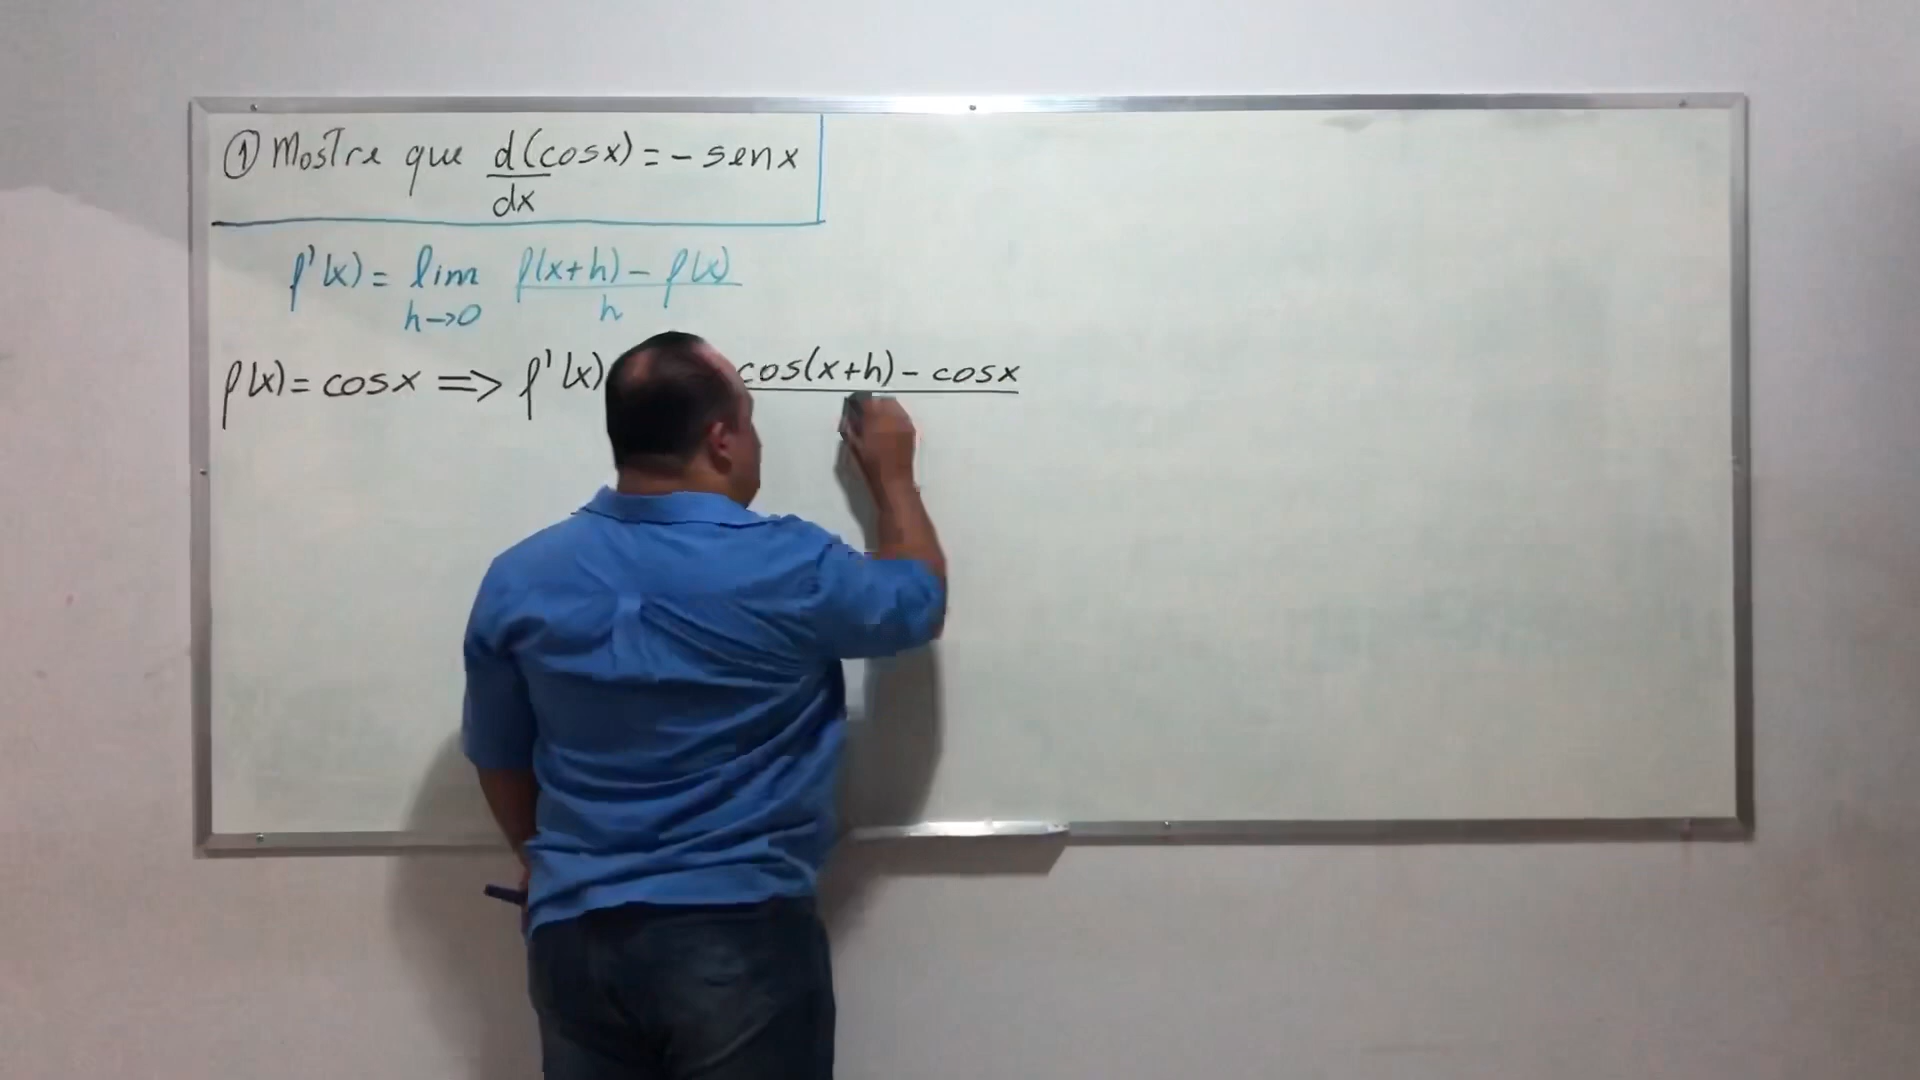 ① Mostre que d(cosx) = - senx
dx
f'(x) = lim f(x+h) - f(x)
h→0 h
f(x) = cosx => f'(x) cos(x+h) - cosx